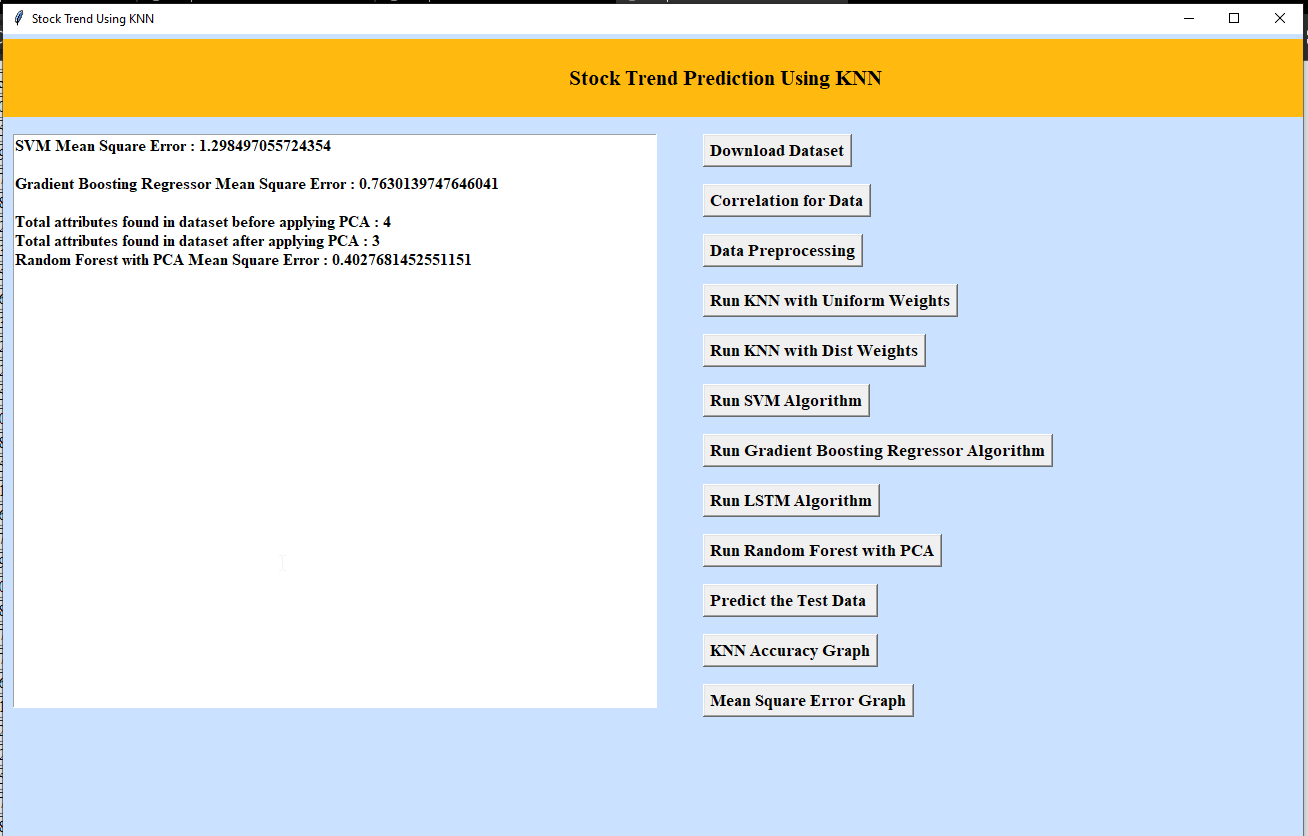 Stock Trend Using KNN
Stock Trend Prediction Using KNN
SVM Mean Square Error : 1.298497055724354
Gradient Boosting Regressor Mean Square Error : 0.7630139747646041
Total attributes found in dataset before applying PCA : 4
Total attributes found in dataset after applying PCA : 3
Random Forest with PCA Mean Square Error : 0.4027681452551151
Download Dataset
Correlation for Data
Data Preprocessing
Run KNN with Uniform Weights
Run KNN with Dist Weights
Run SVM Algorithm
Run Gradient Boosting Regressor Algorithm
Run LSTM Algorithm
Run Random Forest with PCA
Predict the Test Data
KNN Accuracy Graph
Mean Square Error Graph